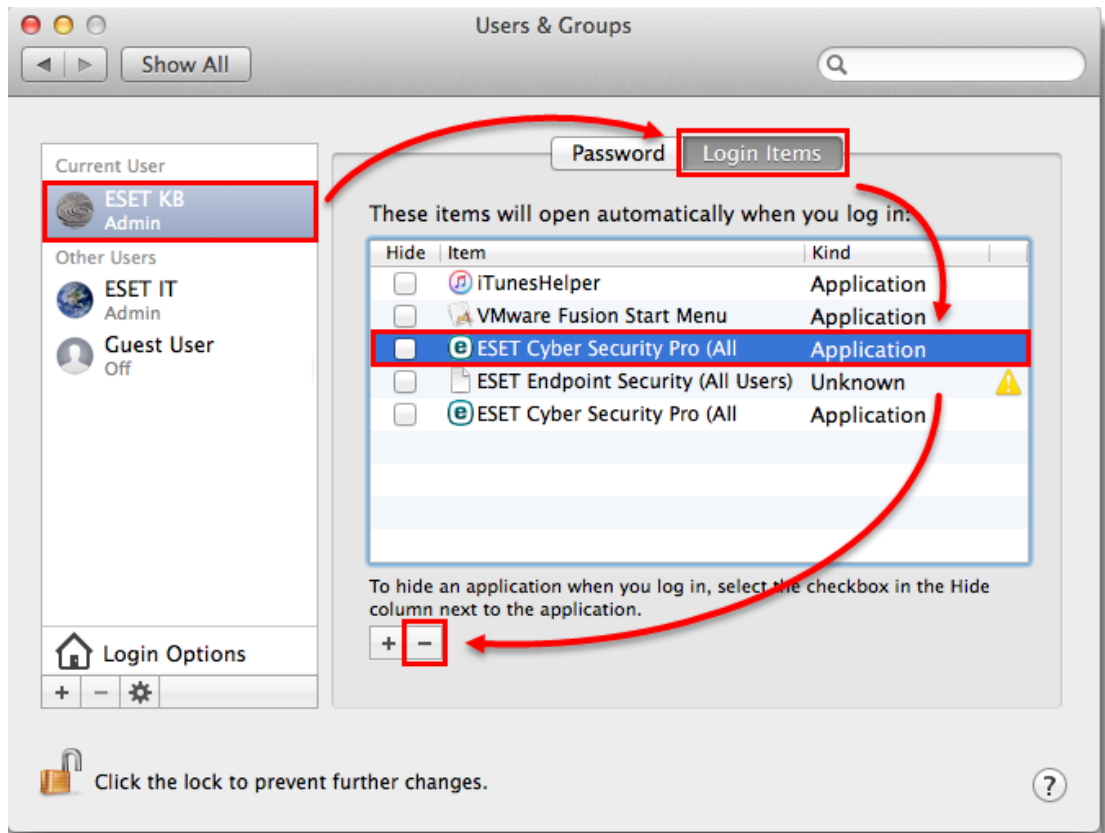 Users & Groups
Show All
Current User
ESET KB
Admin
Other Users
ESET IT
Admin
Guest User
Off
Login Options
+ −
Password Login Items
These items will open automatically when you log in:
Hide Item Kind
iTunesHelper Application
VMware Fusion Start Menu Application
ESET Cyber Security Pro (All Application
ESET Endpoint Security (All Users) Unknown
ESET Cyber Security Pro (All Application
To hide an application when you log in, select the checkbox in the Hide
column next to the application.
+ −
Click the lock to prevent further changes.
?